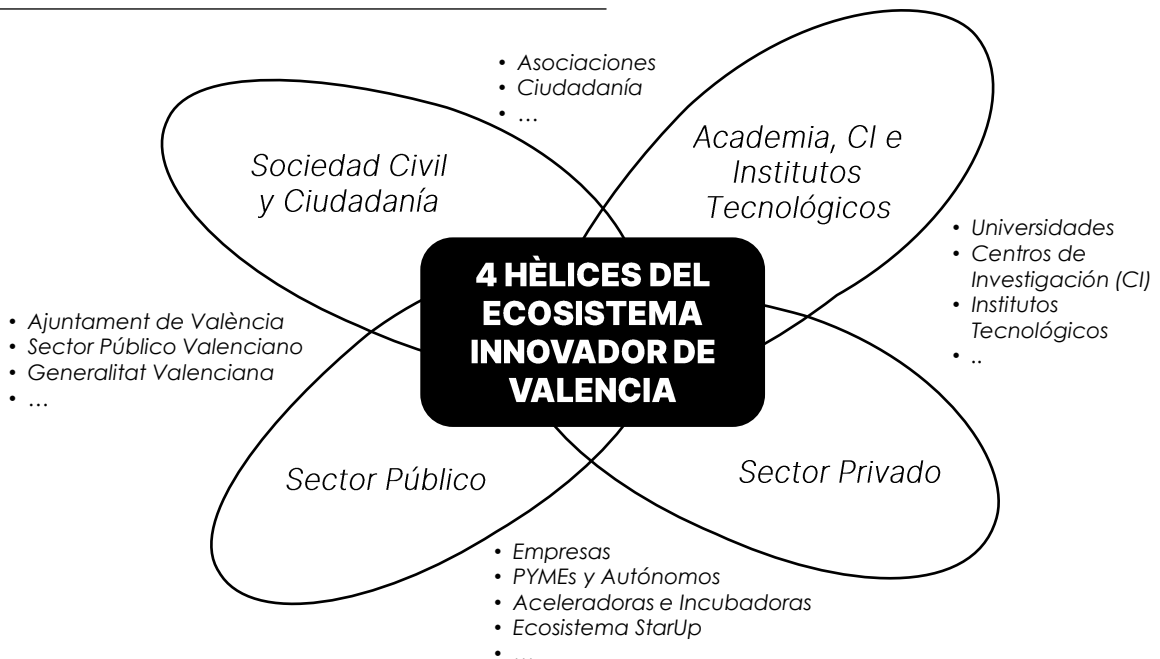 • Asociaciones
• Ciudadanía
• ...
Sociedad Civil
y Ciudadanía
Academia, CI e
Institutos
Tecnológicos
• Universidades
• Centros de
Investigación (CI)
• Institutos
Tecnológicos
• ..
4 HÈLICES DEL
ECOSISTEMA
INNOVADOR DE
VALENCIA
• Ajuntament de València
• Sector Público Valenciano
• Generalitat Valenciana
• ...
Sector Público
Sector Privado
• Empresas
• PYMEs y Autónomos
• Aceleradoras e Incubadoras
• Ecosistema StarUp
• ...